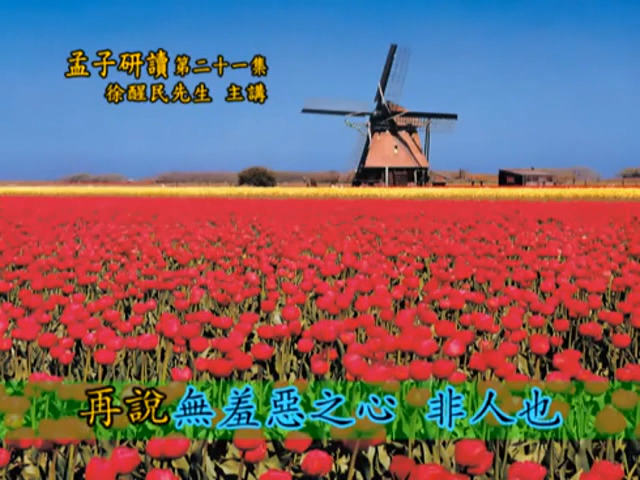 孟子研讀 第二十一集
徐醒民先生 主講
再說無羞惡之心 非人也